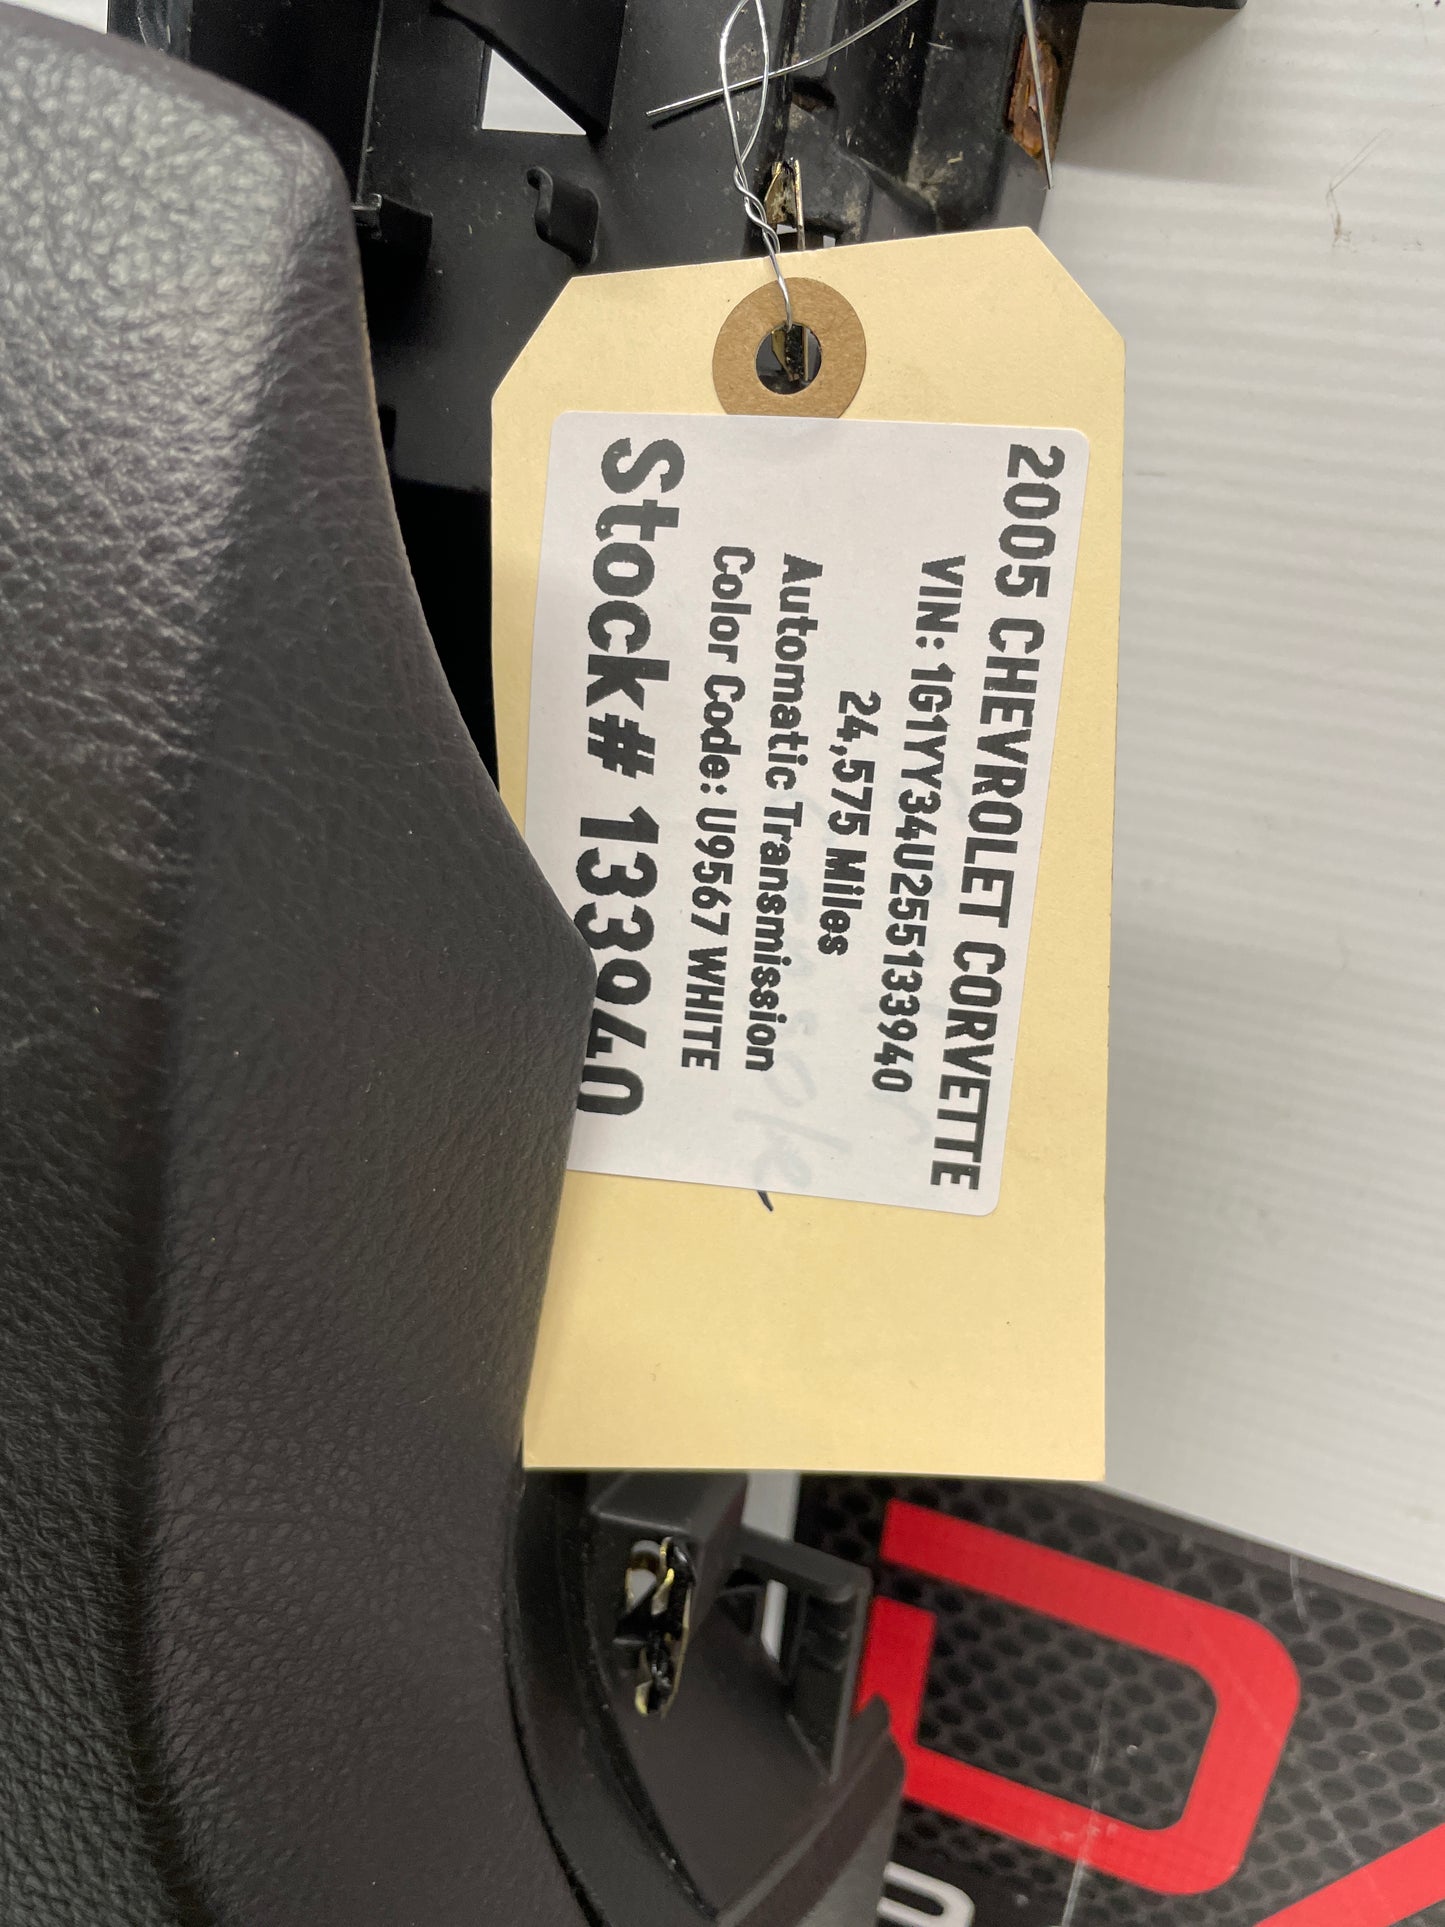 2005 CHEVROLET CORVETTE
VIN: 1G1YY34U255133940
24,575 Miles
Automatic Transmission
Color Code: U9567 WHITE
Stock# 133940